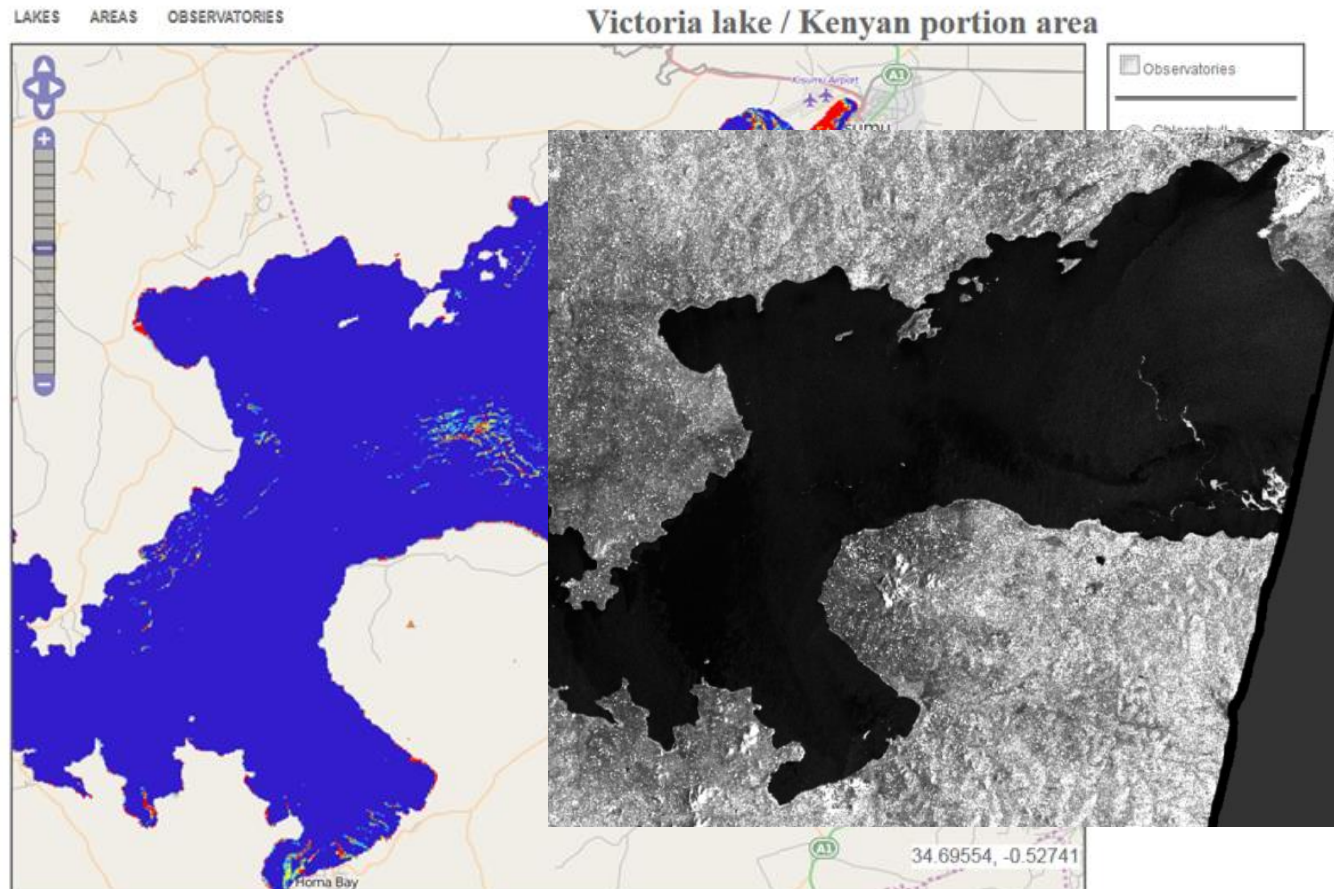 LAKES AREAS OBSERVATORIES
Victoria lake / Kenyan portion area
Observatories
Kisumu Airport
A1
A1
34.69554, -0.52741
Homa Bay